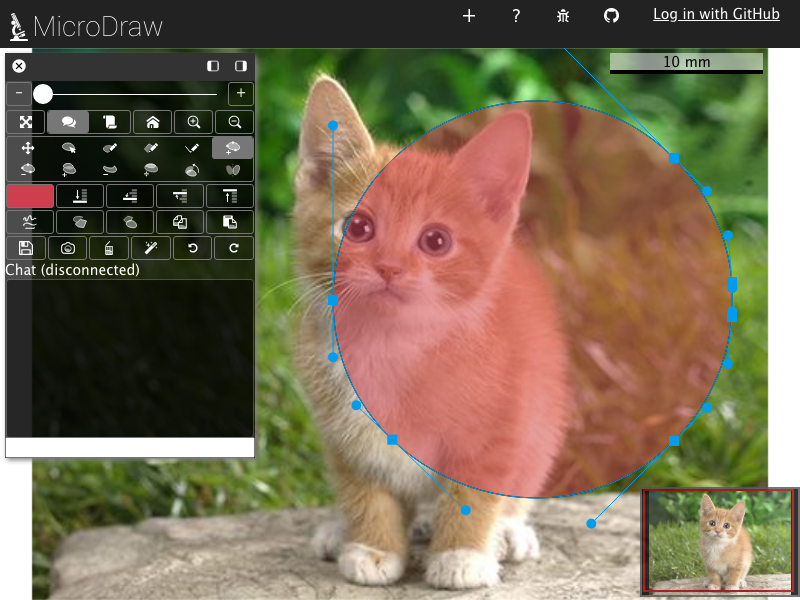 MicroDraw
+ ? Log in with GitHub
10 mm
- +
Chat (disconnected)